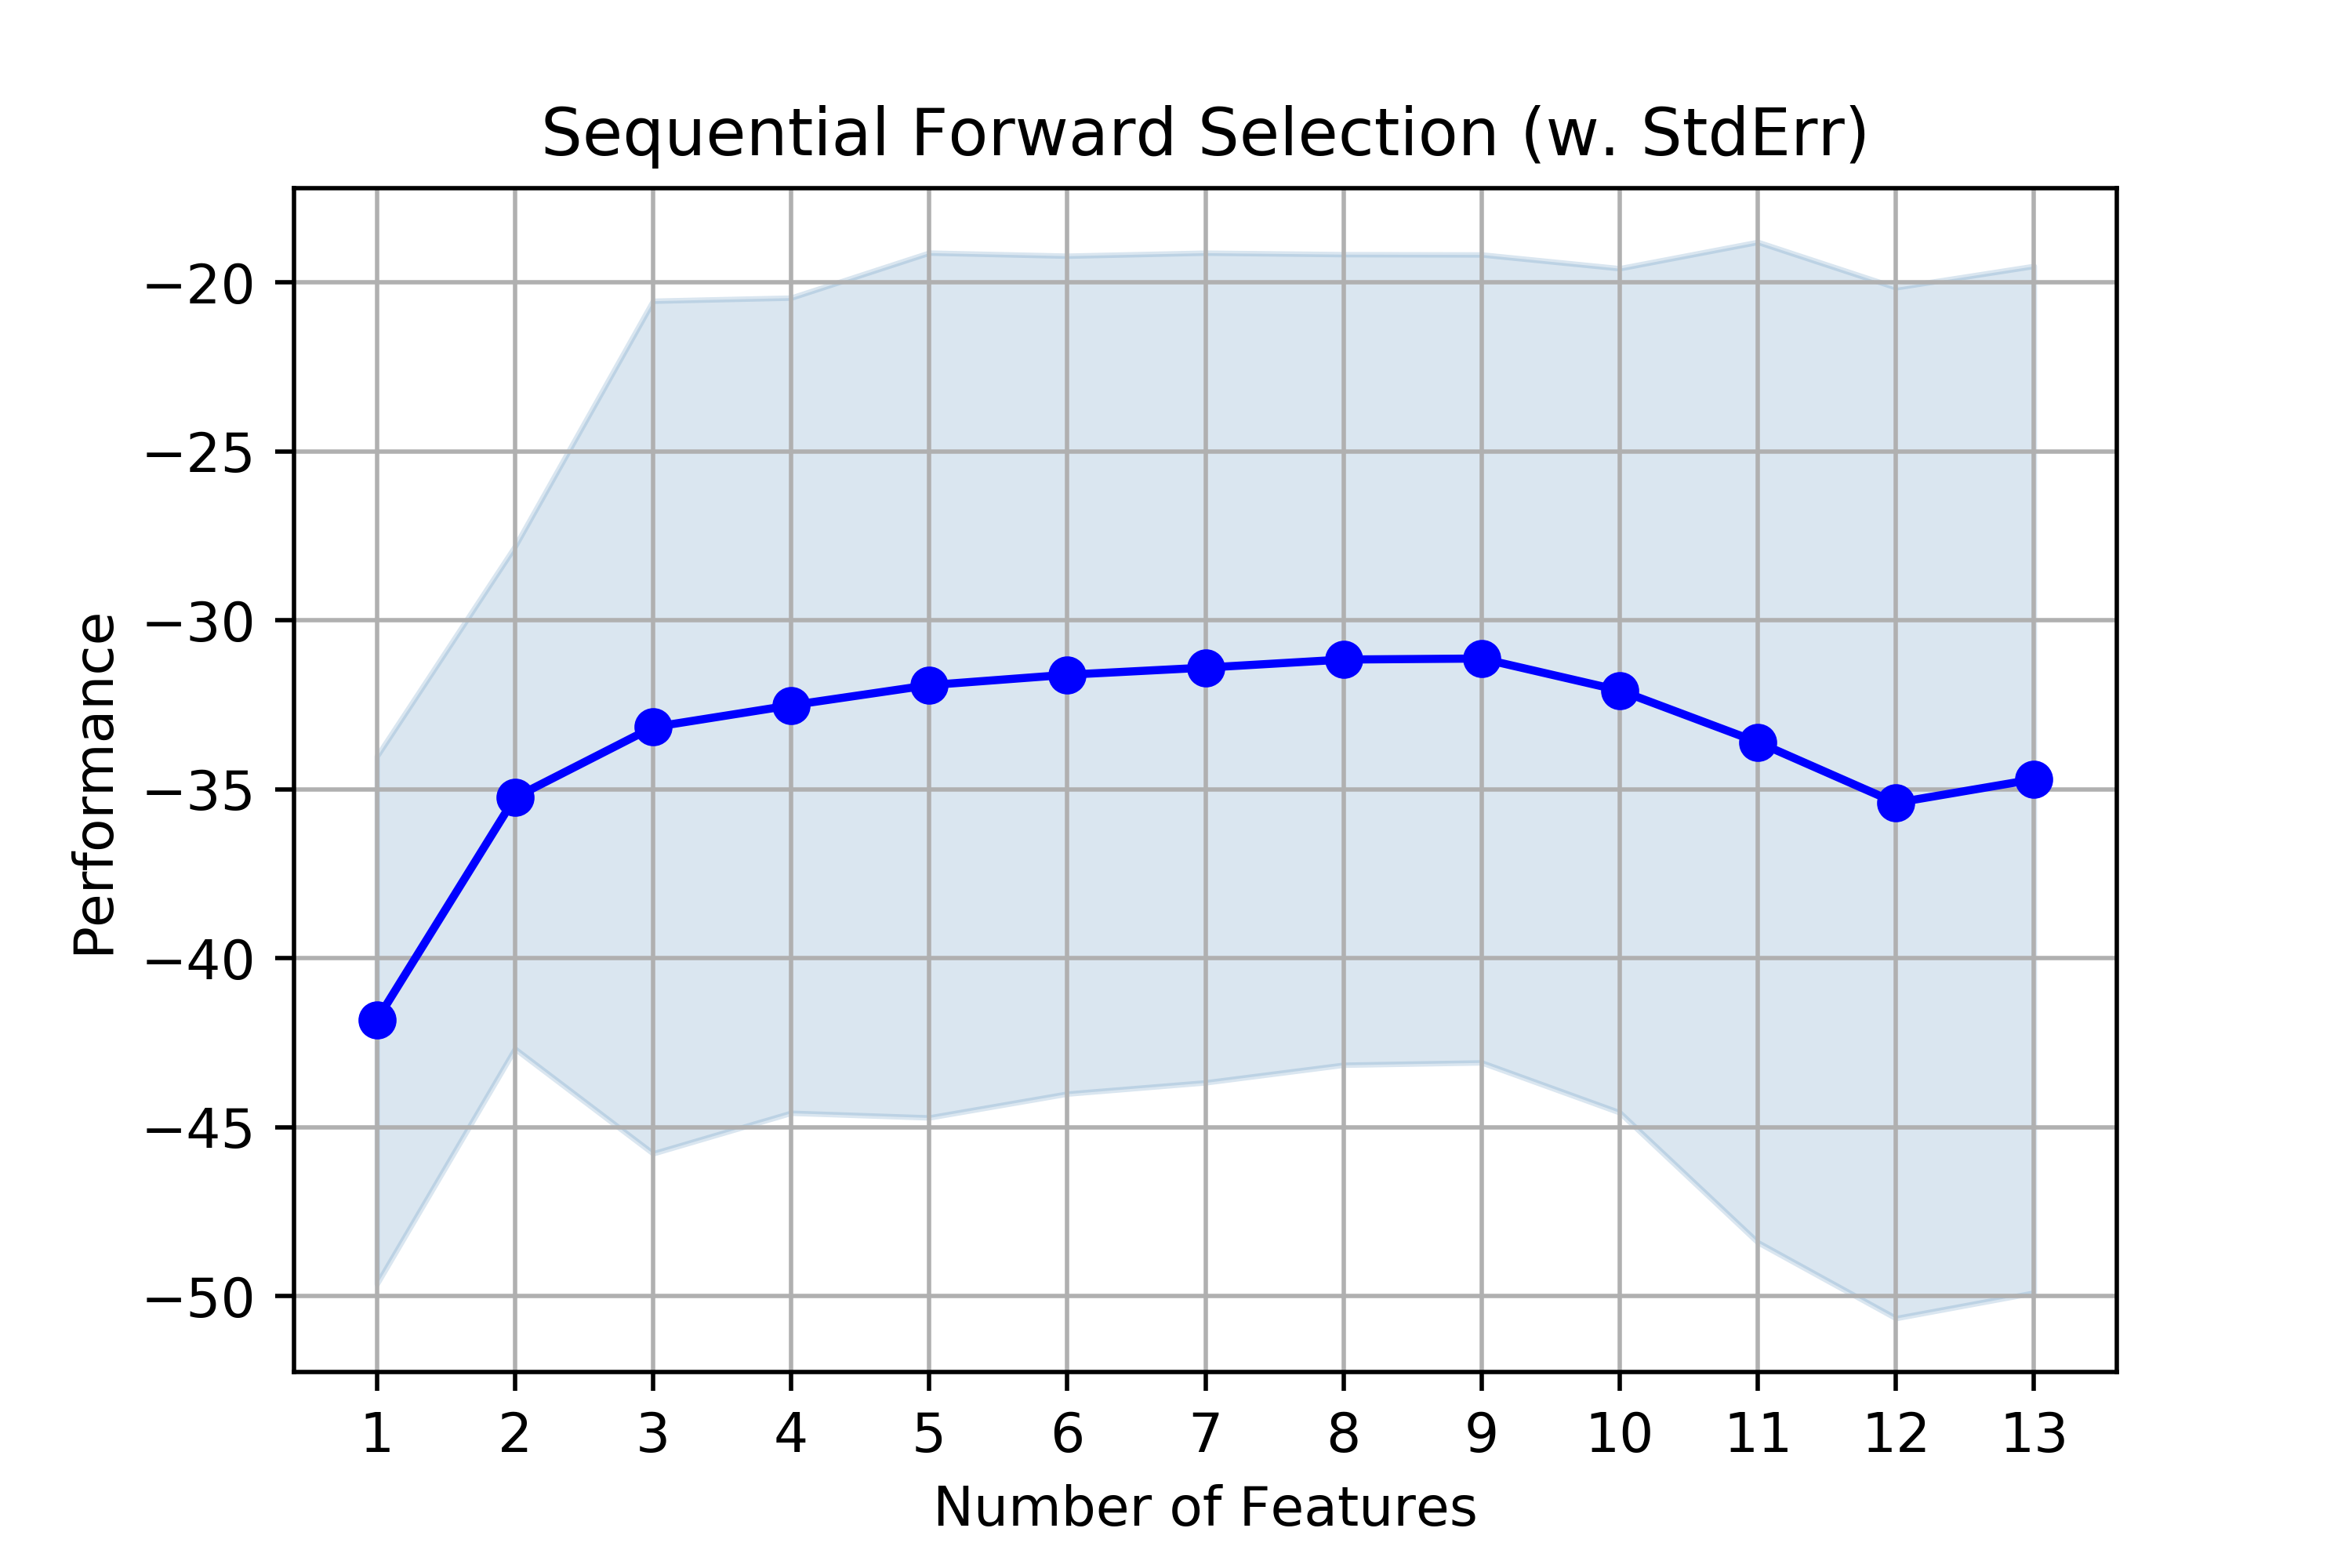 Sequential Forward Selection (w. StdErr)
Performance
−20
−25
−30
−35
−40
−45
−50
1 2 3 4 5 6 7 8 9 10 11 12 13
Number of Features